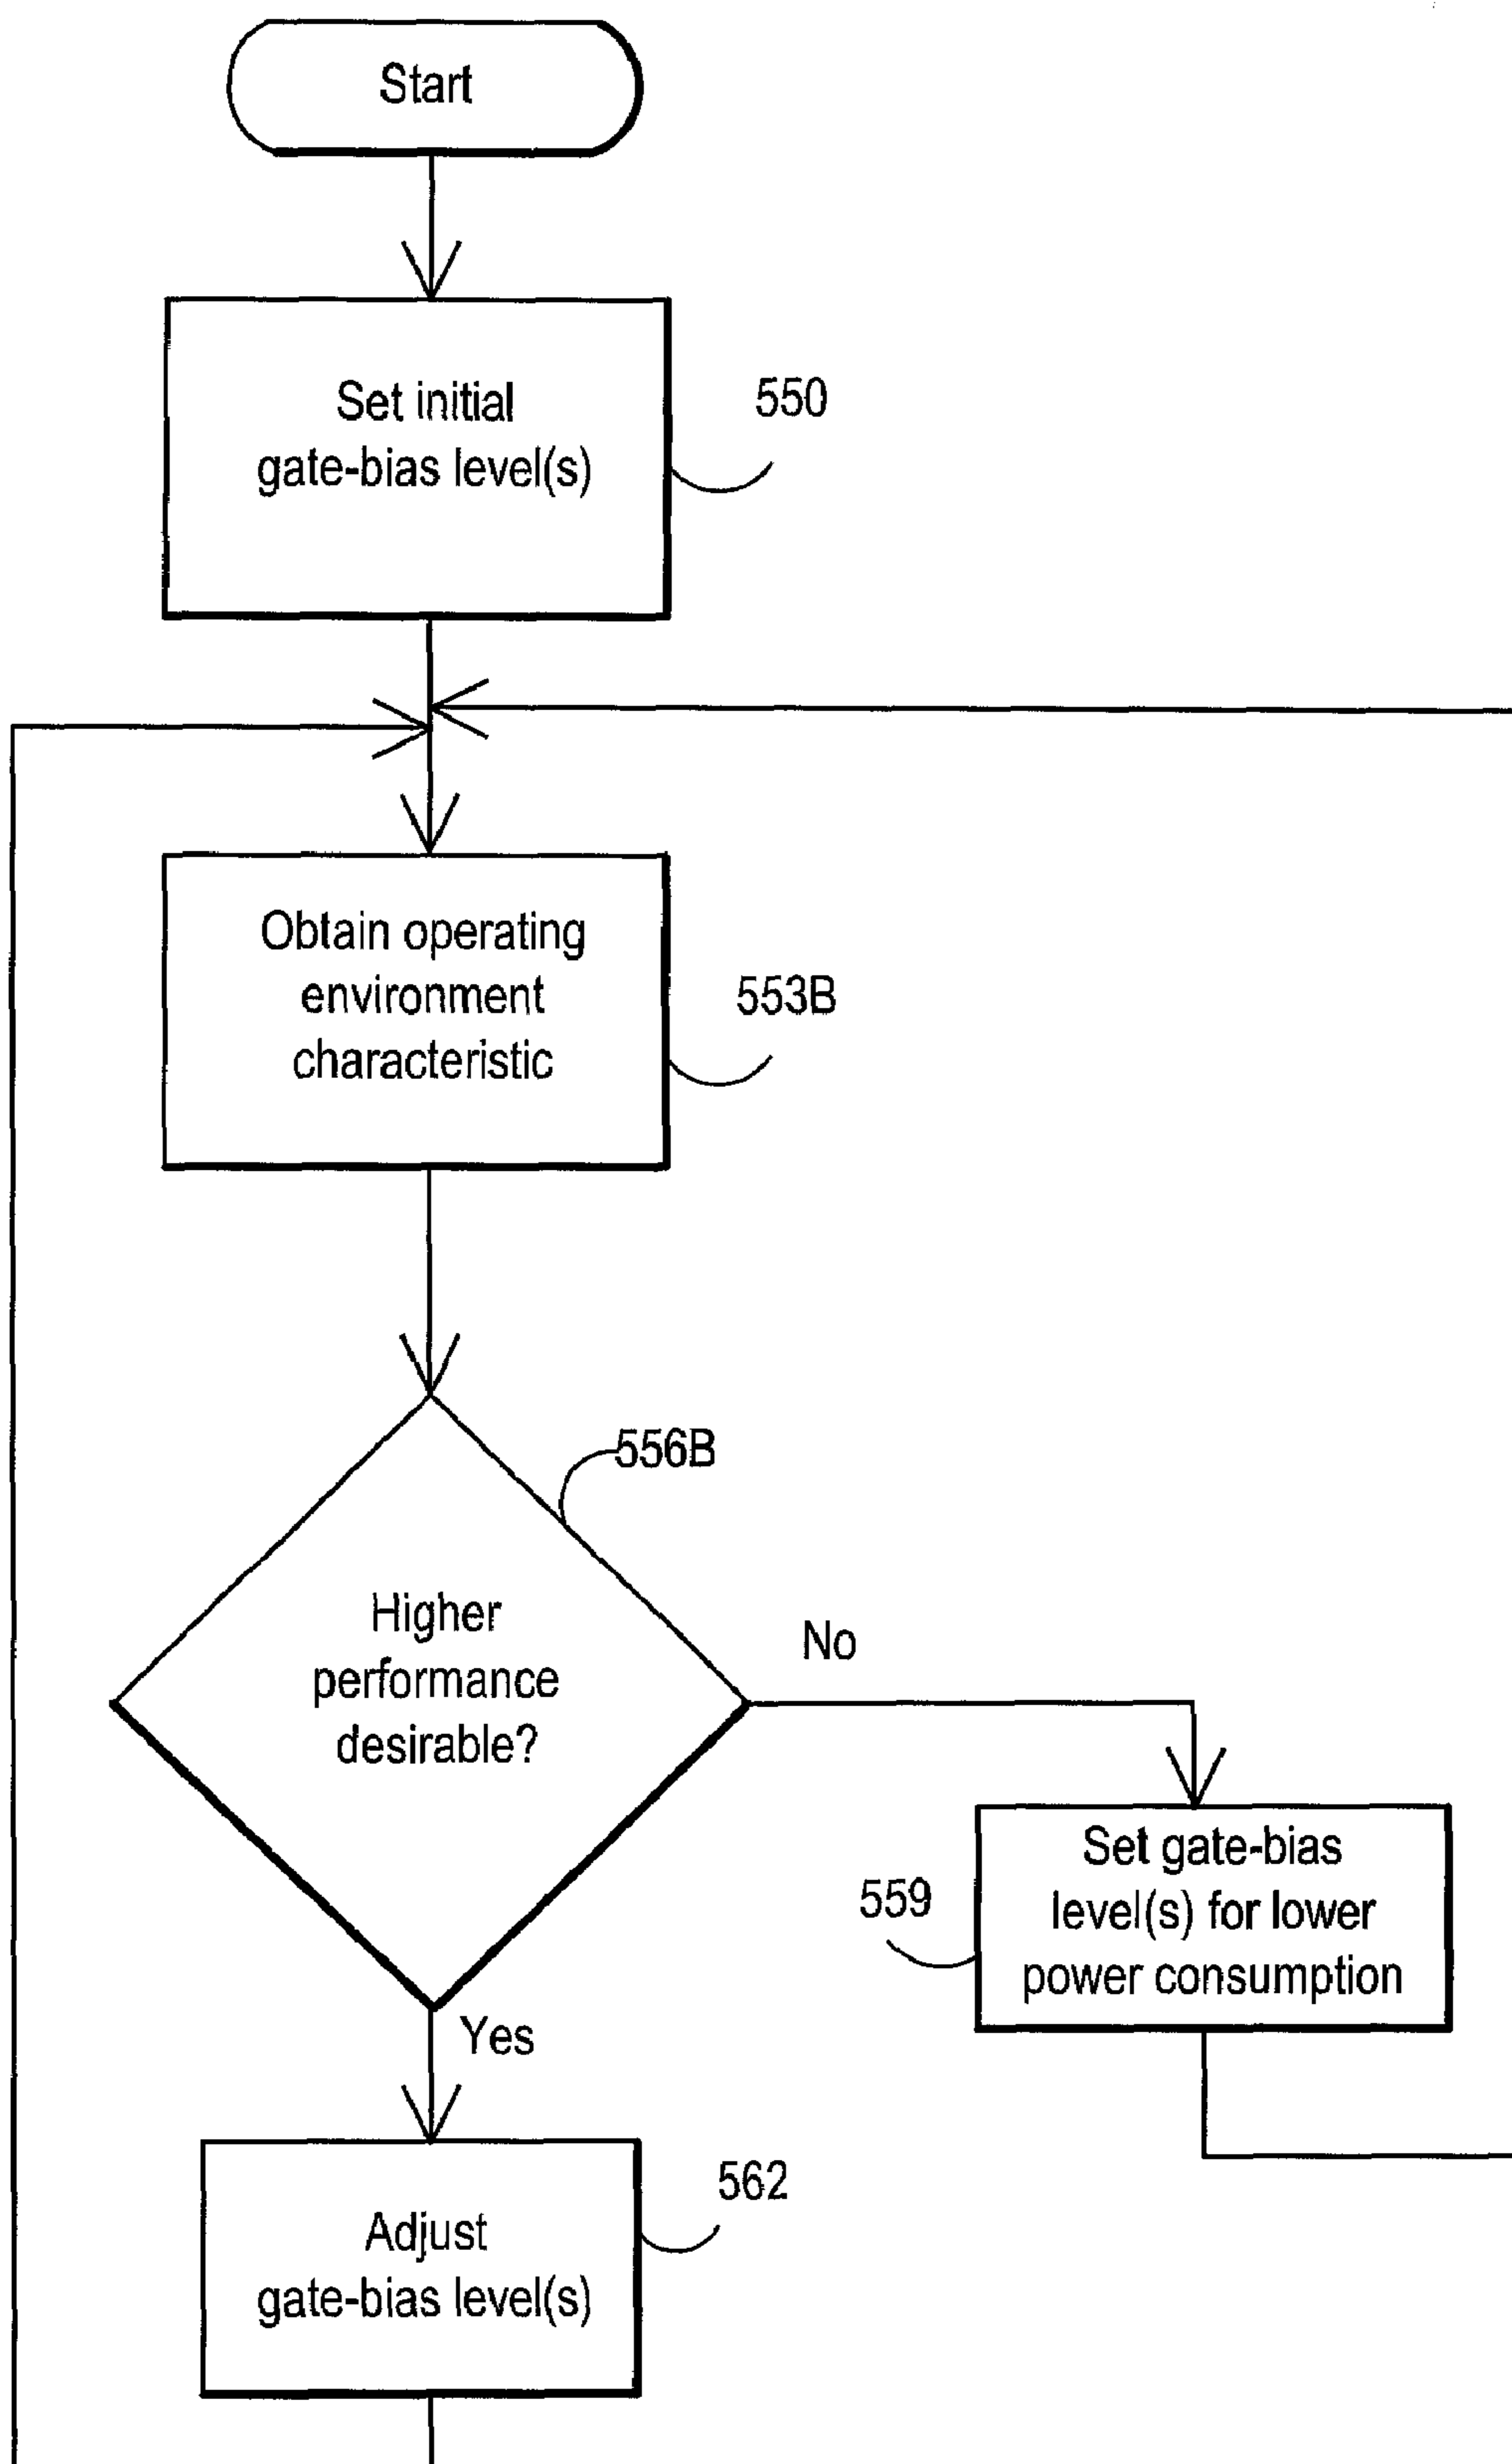 Start
Set initial
gate-bias level(s)
550
Obtain operating
environment
characteristic
553B
556B
Higher
performance
desirable?
No
Set gate-bias
level(s) for lower
power consumption
559
Yes
Adjust
gate-bias level(s)
562